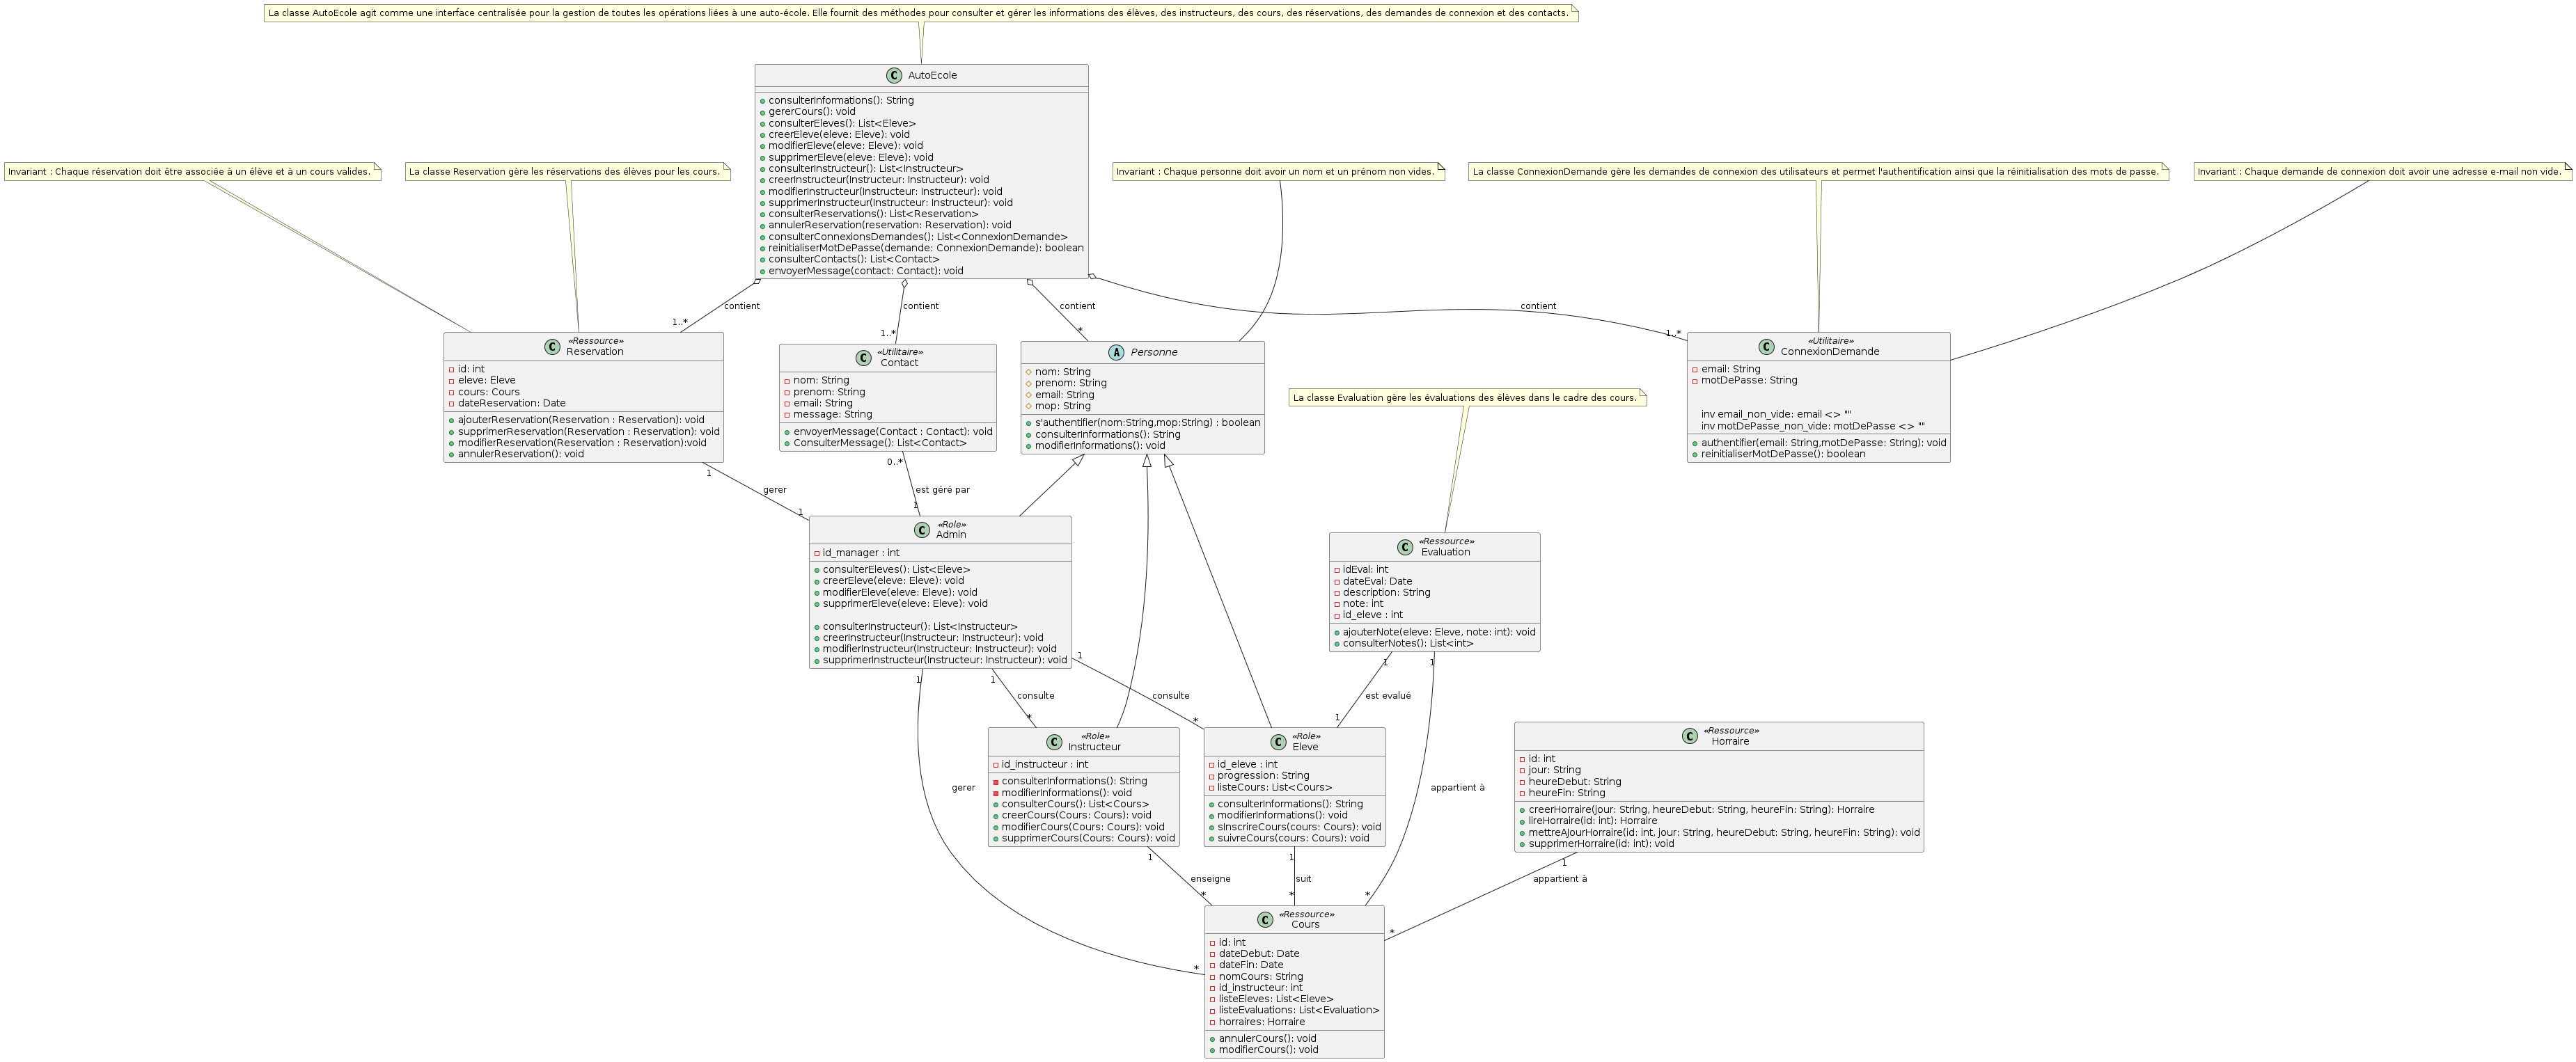 La classe AutoEcole agit comme une interface centralisée pour la gestion de toutes les opérations liées à une auto-école. Elle fournit des méthodes pour consulter et gérer les informations des élèves, des instructeurs, des cours, des réservations, des demandes de connexion et des contacts.
C AutoEcole
consulterInformations(): String
gererCours(): void
consulterEleves(): List<Eleve>
creerEleve(eleve: Eleve): void
modifierEleve(eleve: Eleve): void
supprimerEleve(eleve: Eleve): void
consulterInstructeur(): List<Instructeur>
creerInstructeur(Instructeur: Instructeur): void
modifierInstructeur(Instructeur: Instructeur): void
supprimerInstructeur(Instructeur: Instructeur): void
consulterReservations(): List<Reservation>
annulerReservation(reservation: Reservation): void
consulterConnexionsDemandes(): List<ConnexionDemande>
reinitialiserMotDePasse(demande: ConnexionDemande): boolean
consulterContacts(): List<Contact>
envoyerMessage(contact: Contact): void
Invariant : Chaque réservation doit être associée à un élève et à un cours valides.
La classe Reservation gère les réservations des élèves pour les cours.
Invariant : Chaque personne doit avoir un nom et un prénom non vides.
La classe ConnexionDemande gère les demandes de connexion des utilisateurs et permet l'authentification ainsi que la réinitialisation des mots de passe.
Invariant : Chaque demande de connexion doit avoir une adresse e-mail non vide.
contient
contient
contient
contient
1..*
1..*
*
1..*
C «Ressource»
Reservation
id: int
eleve: Eleve
cours: Cours
dateReservation: Date
ajouterReservation(Reservation : Reservation): void
supprimerReservation(Reservation : Reservation): void
modifierReservation(Reservation : Reservation):void
annulerReservation(): void
C «Utilitaire»
Contact
nom: String
prenom: String
email: String
message: String
envoyerMessage(Contact : Contact): void
ConsulterMessage(): List<Contact>
A Personne
nom: String
prenom: String
email: String
mop: String
s'authentifier(nom:String,mop:String) : boolean
consulterInformations(): String
modifierInformations(): void
C «Utilitaire»
ConnexionDemande
email: String
motDePasse: String
inv email_non_vide: email <> ""
inv motDePasse_non_vide: motDePasse <> ""
authentifier(email: String,motDePasse: String): void
reinitialiserMotDePasse(): boolean
La classe Evaluation gère les évaluations des élèves dans le cadre des cours.
1
gerer
1
0..*
est géré par
1
C «Role»
Admin
id_manager : int
consulterEleves(): List<Eleve>
creerEleve(eleve: Eleve): void
modifierEleve(eleve: Eleve): void
supprimerEleve(eleve: Eleve): void
consulterInstructeur(): List<Instructeur>
creerInstructeur(Instructeur: Instructeur): void
modifierInstructeur(Instructeur: Instructeur): void
supprimerInstructeur(Instructeur: Instructeur): void
C «Ressource»
Evaluation
idEval: int
dateEval: Date
description: String
note: int
id_eleve : int
ajouterNote(eleve: Eleve, note: int): void
consulterNotes(): List<int>
1
gerer
*
1
consulte
*
1
consulte
*
1
est evalué
1
1
appartient à
*
C «Role»
Instructeur
id_instructeur : int
consulterInformations(): String
modifierInformations(): void
consulterCours(): List<Cours>
creerCours(Cours: Cours): void
modifierCours(Cours: Cours): void
supprimerCours(Cours: Cours): void
C «Role»
Eleve
id_eleve : int
progression: String
listeCours: List<Cours>
consulterInformations(): String
modifierInformations(): void
sInscrireCours(cours: Cours): void
suivreCours(cours: Cours): void
C «Ressource»
Horraire
id: int
jour: String
heureDebut: String
heureFin: String
creerHorraire(jour: String, heureDebut: String, heureFin: String): Horraire
lireHorraire(id: int): Horraire
mettreAJourHorraire(id: int, jour: String, heureDebut: String, heureFin: String): void
supprimerHorraire(id: int): void
1
enseigne
*
1
suit
*
1
appartient à
*
C «Ressource»
Cours
id: int
dateDebut: Date
dateFin: Date
nomCours: String
id_instructeur: int
listeEleves: List<Eleve>
listeEvaluations: List<Evaluation>
horraires: Horraire
annulerCours(): void
modifierCours(): void